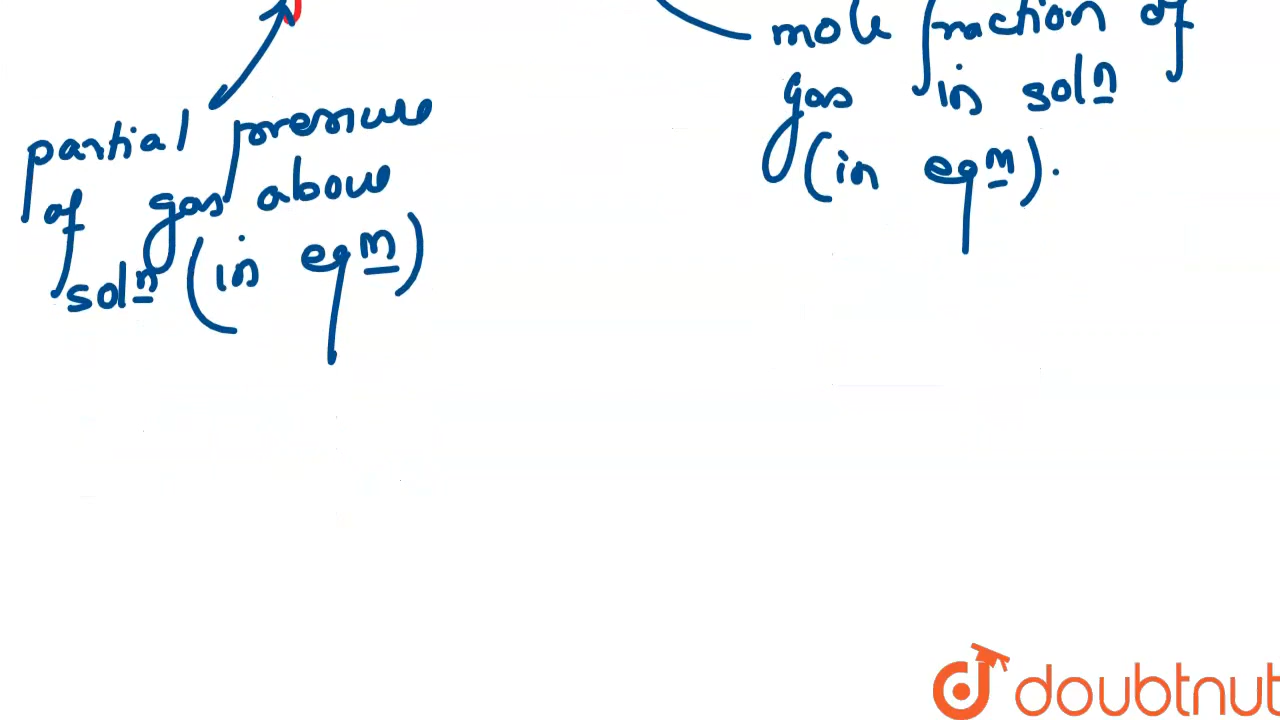 partial pressure
of gas above
soln (in eqm)
mole fraction of
gas in soln
(in eqm).
doubtnut